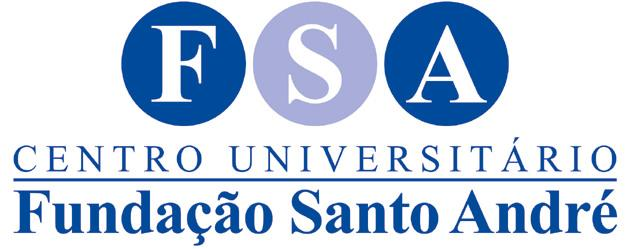 FSA
CENTRO UNIVERSITÁRIO
Fundação Santo André